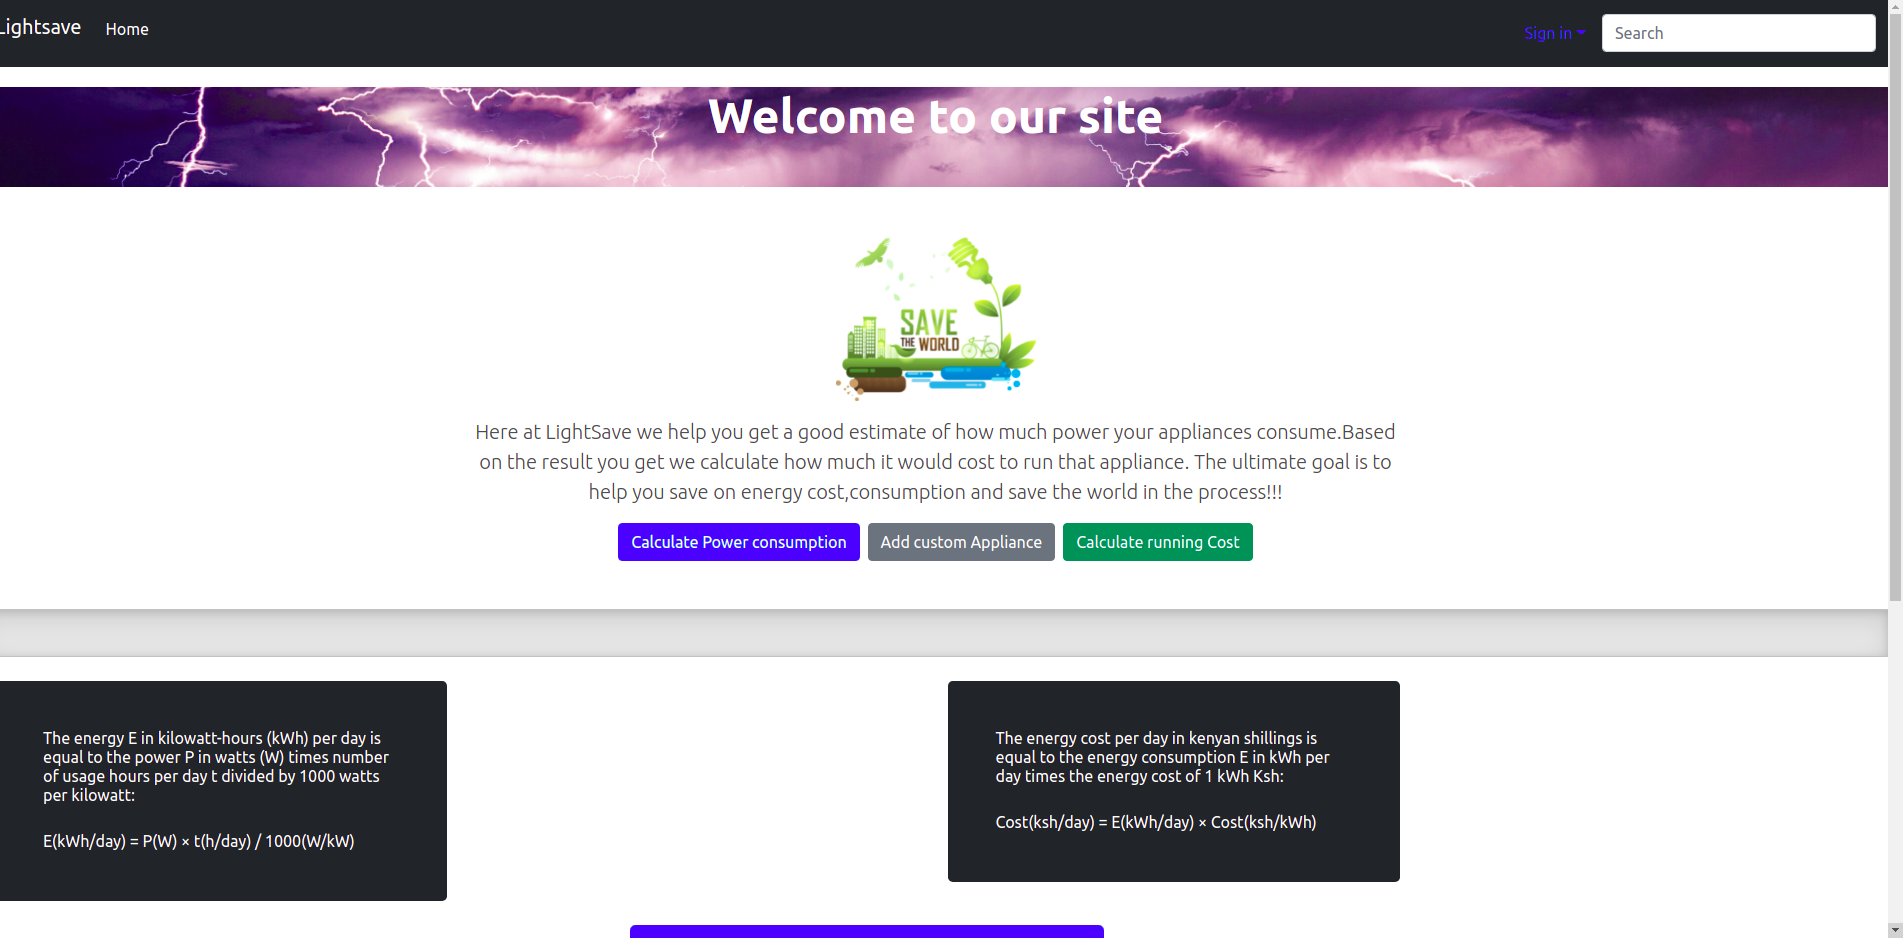 Lightsave Home Sign in Search
Welcome to our site
SAVE
THE WORLD
Here at LightSave we help you get a good estimate of how much power your appliances consume.Based
on the result you get we calculate how much it would cost to run that appliance. The ultimate goal is to
help you save on energy cost,consumption and save the world in the process!!!
Calculate Power consumption Add custom Appliance Calculate running Cost
The energy E in kilowatt-hours (kWh) per day is
equal to the power P in watts (W) times number
of usage hours per day t divided by 1000 watts
per kilowatt:
E(kWh/day) = P(W) × t(h/day) / 1000(W/kW)
The energy cost per day in kenyan shillings is
equal to the energy consumption E in kWh per
day times the energy cost of 1 kWh Ksh:
Cost(ksh/day) = E(kWh/day) × Cost(ksh/kWh)